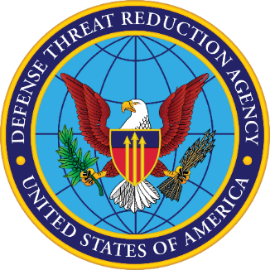 DEFENSE THREAT REDUCTION AGENCY
UNITED STATES OF AMERICA